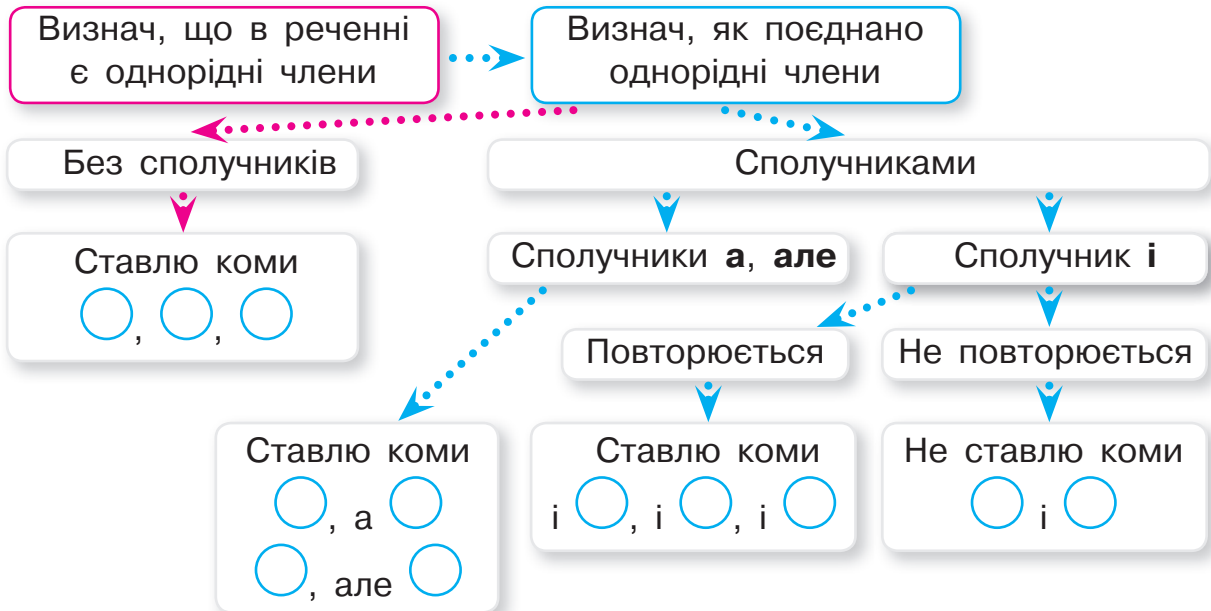 Визнач, що в реченні
є однорідні члени
Визнач, як поєднано
однорідні члени
Без сполучників
Сполучниками
Ставлю коми
, ,
Сполучники а, але
Сполучник і
Повторюється
Не повторюється
Ставлю коми
, а
, але
Ставлю коми
і , і , і
Не ставлю коми
і